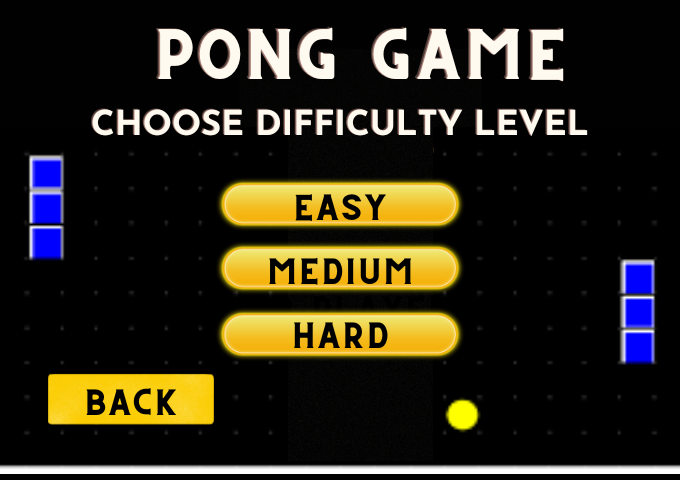 PONG GAME
CHOOSE DIFFICULTY LEVEL
EASY
MEDIUM
HARD
BACK